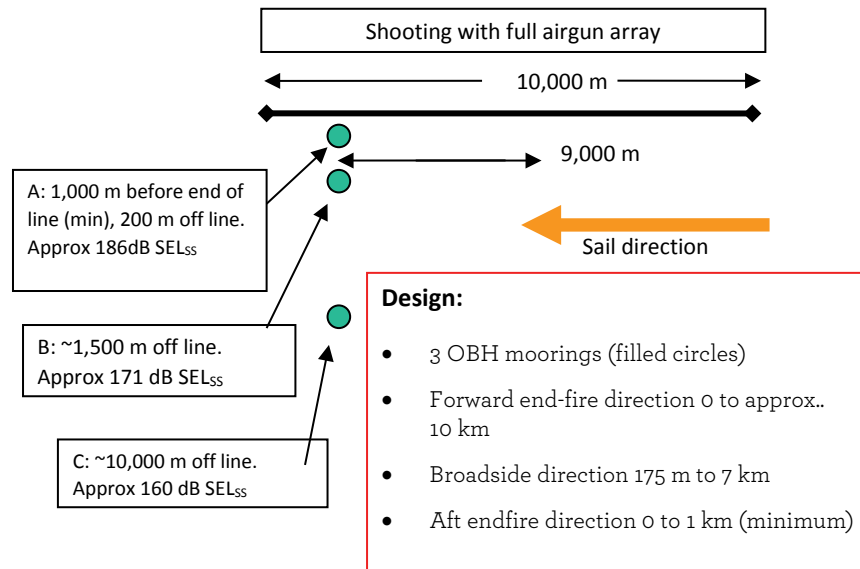 Shooting with full airgun array
10,000 m
9,000 m
A: 1,000 m before end of
line (min), 200 m off line.
Approx 186dB SELss
Sail direction
B: ~1,500 m off line.
Approx 171 dB SELss
C: ~10,000 m off line.
Approx 160 dB SELss
Design:
• 3 OBH moorings (filled circles)
• Forward end-fire direction 0 to approx..
10 km
• Broadside direction 175 m to 7 km
• Aft endfire direction 0 to 1 km (minimum)